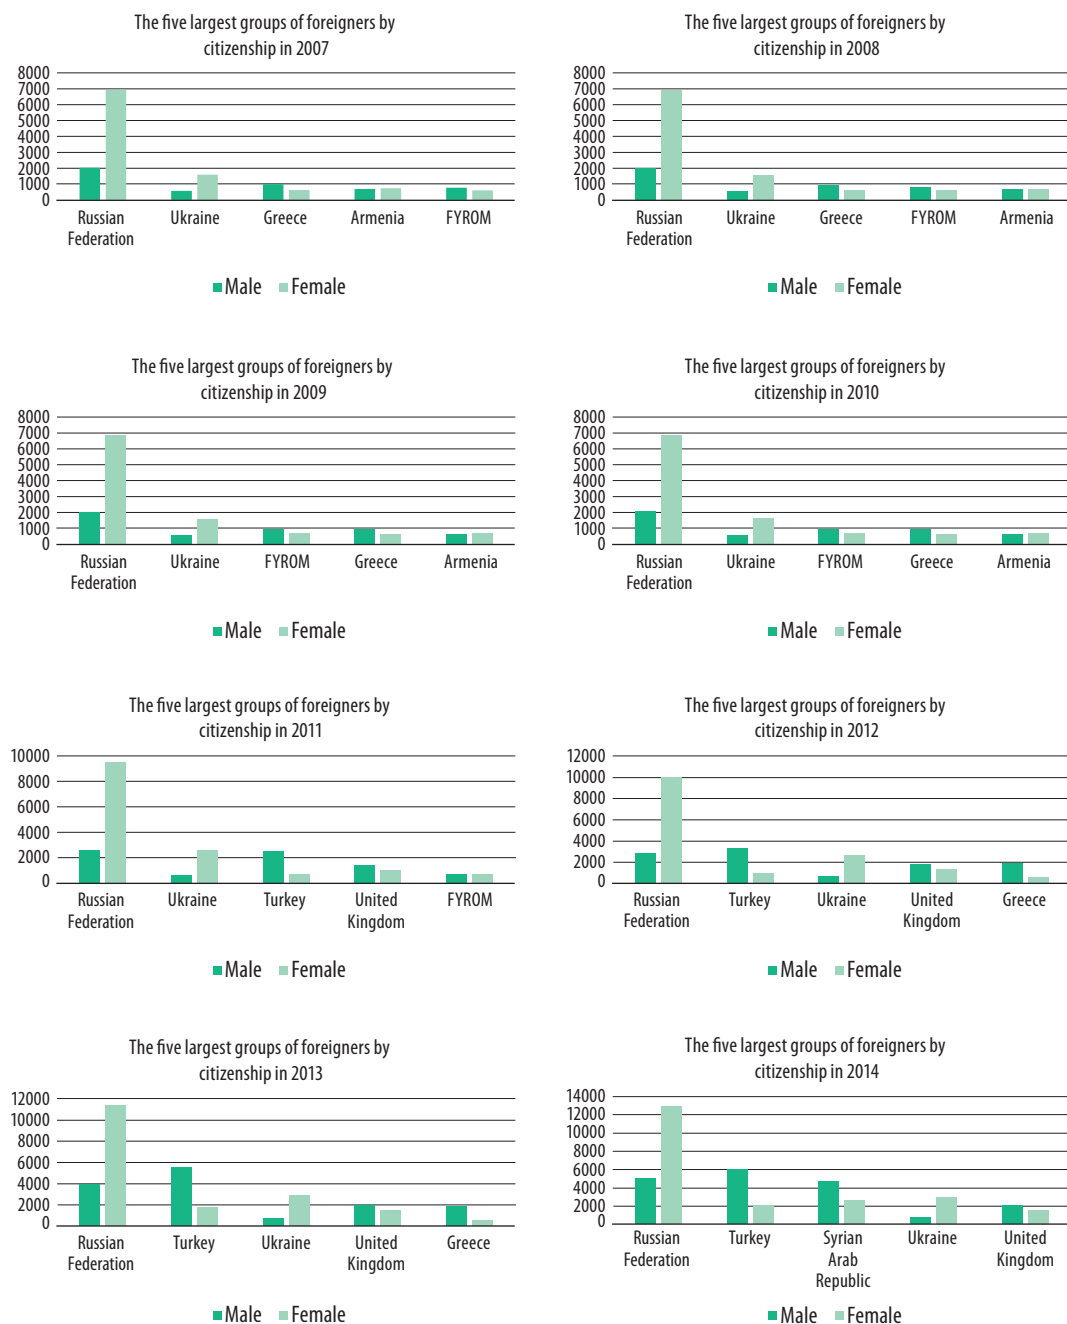 The five largest groups of foreigners by
citizenship in 2007
8000
7000
6000
5000
4000
3000
2000
1000
0
Russian
Federation
Ukraine
Greece
Armenia
FYROM
Male Female
The five largest groups of foreigners by
citizenship in 2008
8000
7000
6000
5000
4000
3000
2000
1000
0
Russian
Federation
Ukraine
Greece
FYROM
Armenia
Male Female
The five largest groups of foreigners by
citizenship in 2009
8000
7000
6000
5000
4000
3000
2000
1000
0
Russian
Federation
Ukraine
FYROM
Greece
Armenia
Male Female
The five largest groups of foreigners by
citizenship in 2010
8000
7000
6000
5000
4000
3000
2000
1000
0
Russian
Federation
Ukraine
FYROM
Greece
Armenia
Male Female
The five largest groups of foreigners by
citizenship in 2011
10000
8000
6000
4000
2000
0
Russian
Federation
Ukraine
Turkey
United
Kingdom
FYROM
Male Female
The five largest groups of foreigners by
citizenship in 2012
12000
10000
8000
6000
4000
2000
0
Russian
Federation
Turkey
Ukraine
United
Kingdom
Greece
Male Female
The five largest groups of foreigners by
citizenship in 2013
12000
10000
8000
6000
4000
2000
0
Russian
Federation
Turkey
Ukraine
United
Kingdom
Greece
Male Female
The five largest groups of foreigners by
citizenship in 2014
14000
12000
10000
8000
6000
4000
2000
0
Russian
Federation
Turkey
Syrian
Arab
Republic
Ukraine
United
Kingdom
Male Female